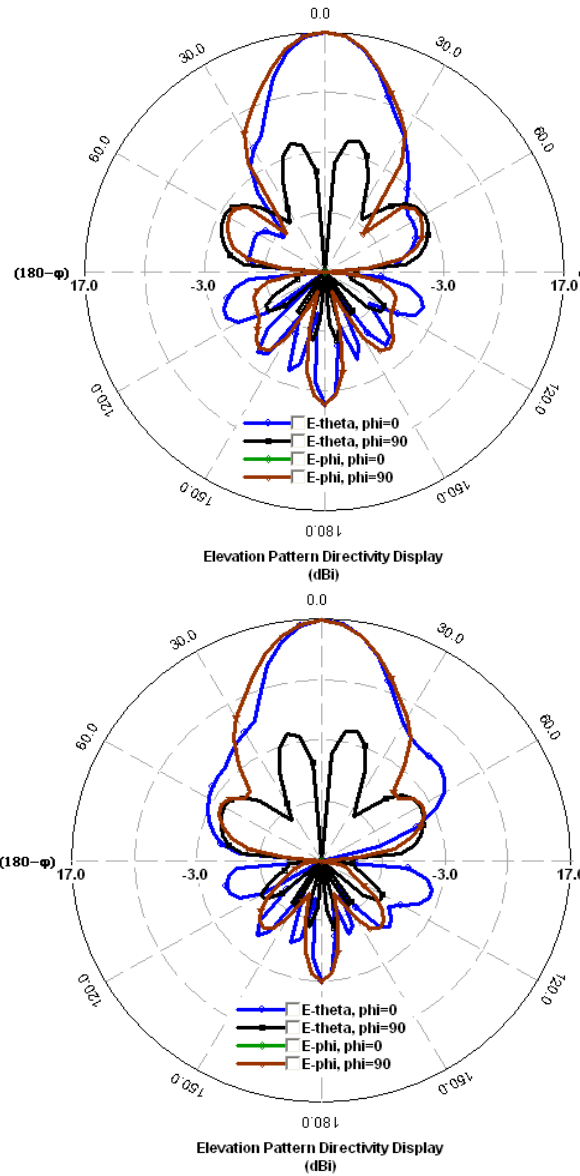 0.0
30.0 30.0
60.0 60.0
(180-φ)
17.0 -3.0 -3.0 17.0
120.0 120.0
E-theta, phi=0
E-theta, phi=90
E-phi, phi=0
E-phi, phi=90
150.0 150.0
180.0
Elevation Pattern Directivity Display
(dBi)
0.0
30.0 30.0
60.0 60.0
(180-φ)
17.0 -3.0 -3.0 17.0
120.0 120.0
E-theta, phi=0
E-theta, phi=90
E-phi, phi=0
E-phi, phi=90
150.0 150.0
180.0
Elevation Pattern Directivity Display
(dBi)